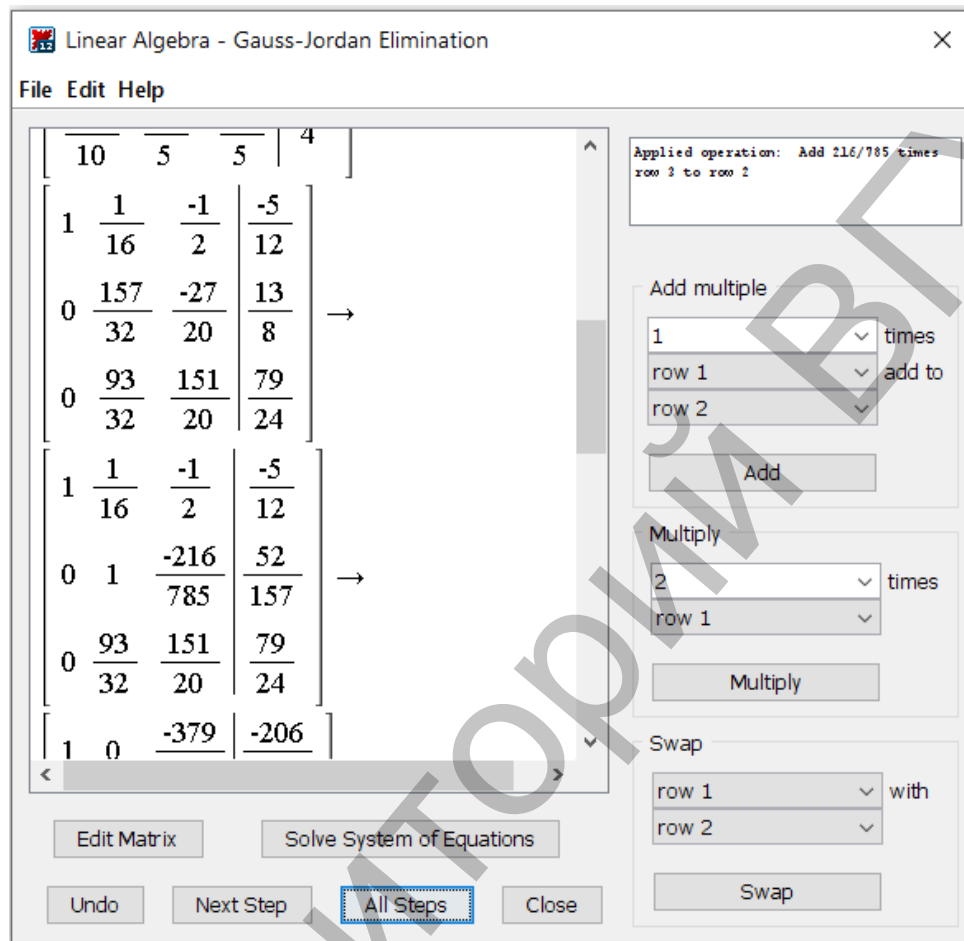 Linear Algebra - Gauss-Jordan Elimination
File Edit Help
10 5 5 4
1 1/16 -1/2 | -5/12
0 157/32 -27/20 | 13/8 →
0 93/32 151/20 | 79/24
1 1/16 -1/2 | -5/12
0 1 -216/785 | 52/157 →
0 93/32 151/20 | 79/24
1 0 -379 | -206
Edit Matrix Solve System of Equations
Undo Next Step All Steps Close
Applied operation: Add 216/785 times
row 3 to row 2
Add multiple
1 times
row 1 add to
row 2
Add
Multiply
2 times
row 1
Multiply
Swap
row 1 with
row 2
Swap
иторий ВГ